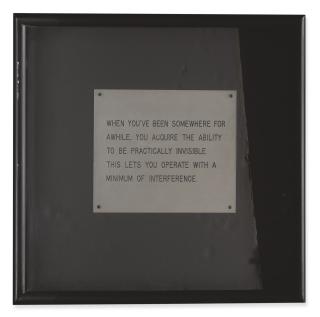 WHEN YOU'VE BEEN SOMEWHERE FOR
AWHILE, YOU ACQUIRE THE ABILITY
TO BE PRACTICALLY INVISIBLE.
THIS LETS YOU OPERATE WITH A
MINIMUM OF INTERFERENCE.